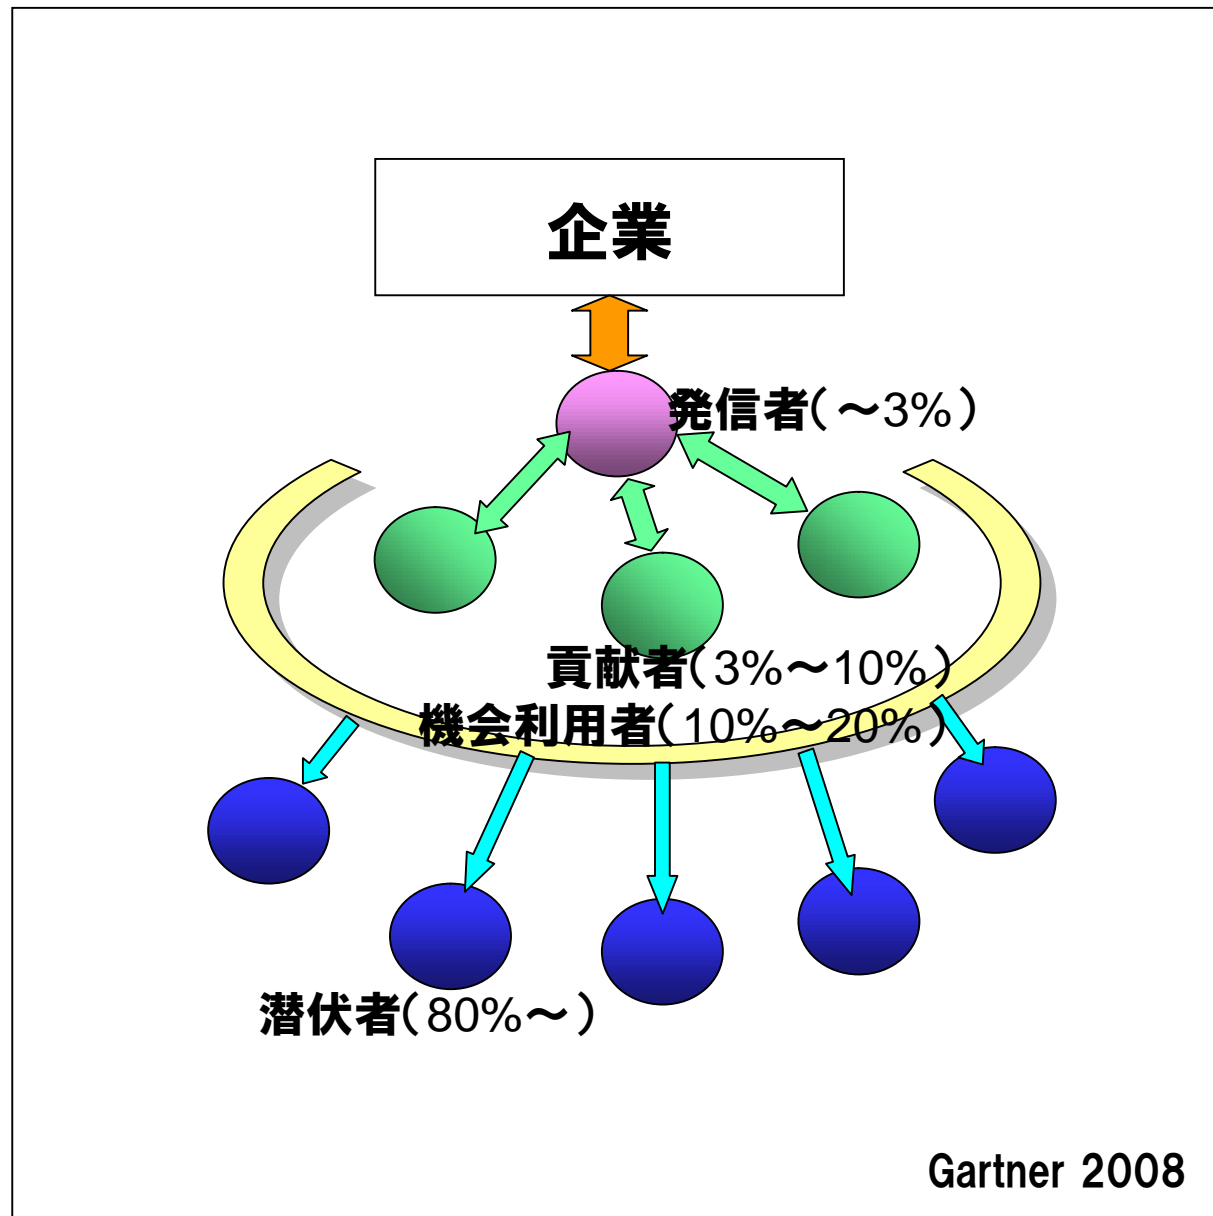 企業
発信者（～3%）
貢献者（3%～10%）
機会利用者（10%～20%）
潜伏者（80%～）
Gartner 2008